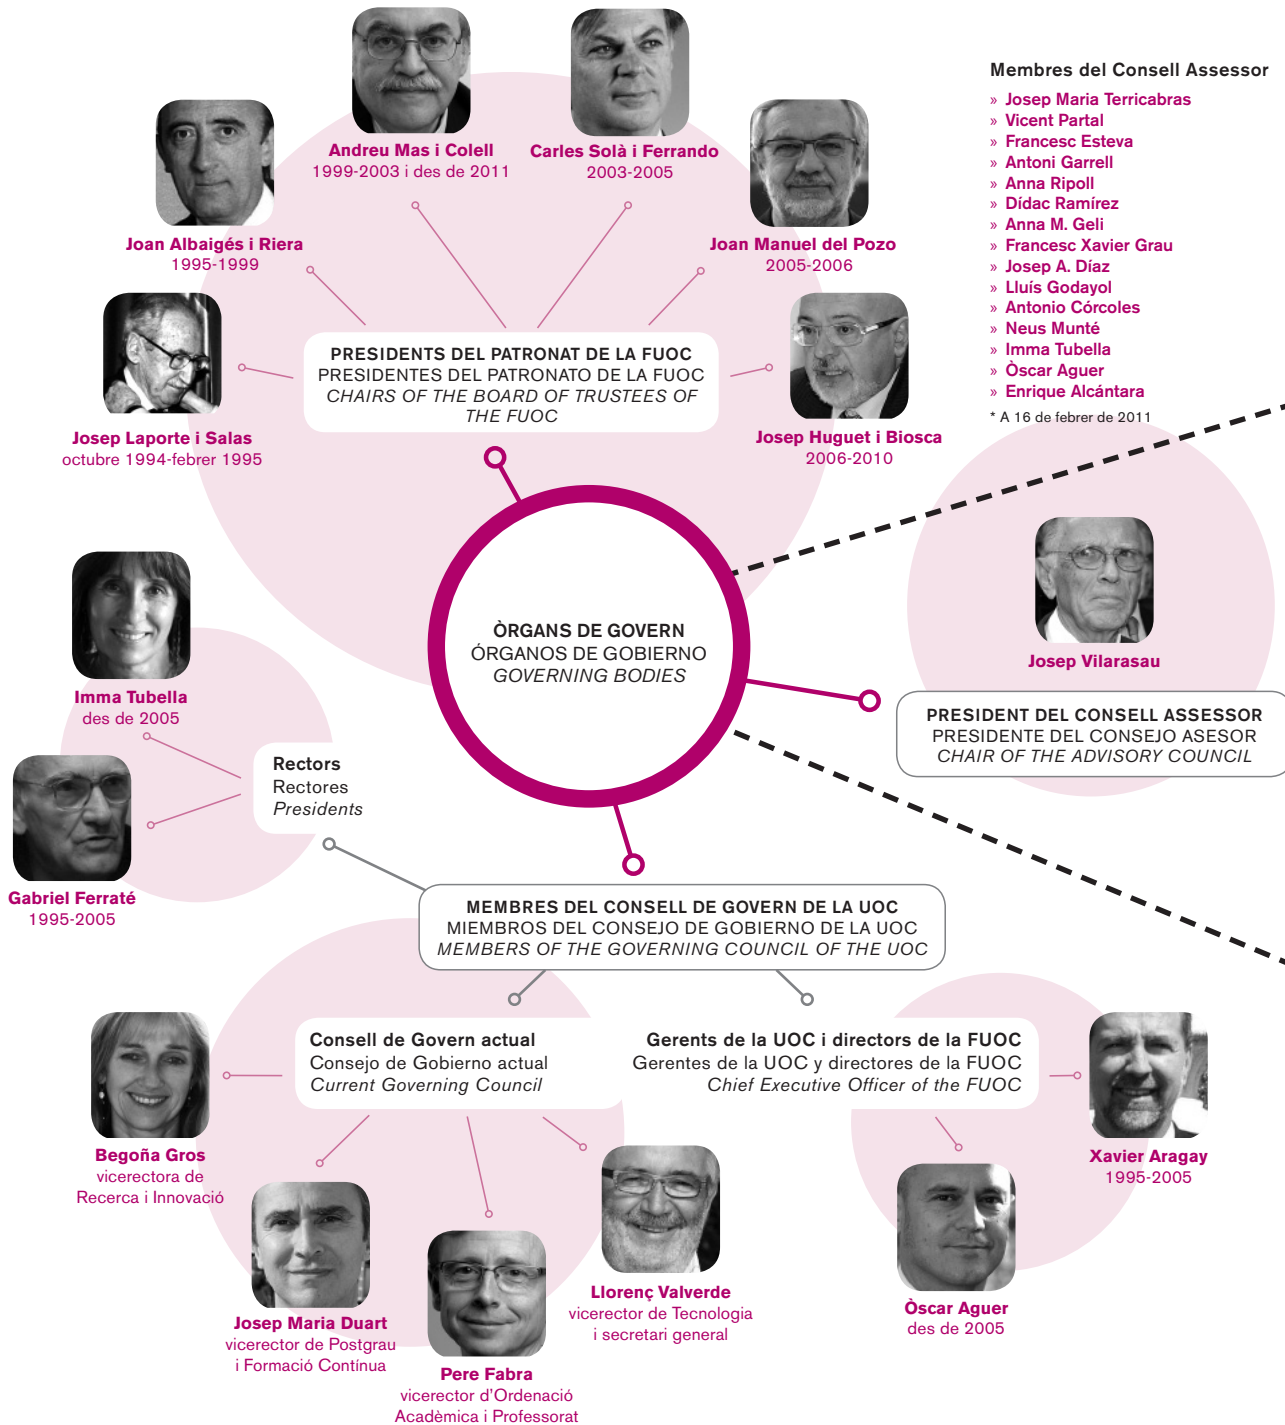 Andreu Mas i Colell
1999-2003 i des de 2011
Carles Solà i Ferrando
2003-2005
Joan Albaigés i Riera
1995-1999
Joan Manuel del Pozo
2005-2006
Josep Laporte i Salas
octubre 1994-febrer 1995
Josep Huguet i Biosca
2006-2010
PRESIDENTS DEL PATRONAT DE LA FUOC
PRESIDENTES DEL PATRONATO DE LA FUOC
CHAIRS OF THE BOARD OF TRUSTEES OF
THE FUOC
Membres del Consell Assessor
» Josep Maria Terricabras
» Vicent Partal
» Francesc Esteva
» Antoni Garrell
» Anna Ripoll
» Dídac Ramírez
» Anna M. Geli
» Francesc Xavier Grau
» Josep A. Díaz
» Lluís Godayol
» Antonio Córcoles
» Neus Munté
» Imma Tubella
» Òscar Aguer
» Enrique Alcántara
* A 16 de febrer de 2011
ÒRGANS DE GOVERN
ÓRGANOS DE GOBIERNO
GOVERNING BODIES
Josep Vilarasau
PRESIDENT DEL CONSELL ASSESSOR
PRESIDENTE DEL CONSEJO ASESOR
CHAIR OF THE ADVISORY COUNCIL
Imma Tubella
des de 2005
Rectors
Rectores
Presidents
Gabriel Ferraté
1995-2005
MEMBRES DEL CONSELL DE GOVERN DE LA UOC
MIEMBROS DEL CONSEJO DE GOBIERNO DE LA UOC
MEMBERS OF THE GOVERNING COUNCIL OF THE UOC
Consell de Govern actual
Consejo de Gobierno actual
Current Governing Council
Gerents de la UOC i directors de la FUOC
Gerentes de la UOC y directores de la FUOC
Chief Executive Officer of the FUOC
Begoña Gros
vicerectora de
Recerca i Innovació
Josep Maria Duart
vicerector de Postgrau
i Formació Contínua
Pere Fabra
vicerector d'Ordenació
Acadèmica i Professorat
Llorenç Valverde
vicerector de Tecnologia
i secretari general
Xavier Aragay
1995-2005
Òscar Aguer
des de 2005